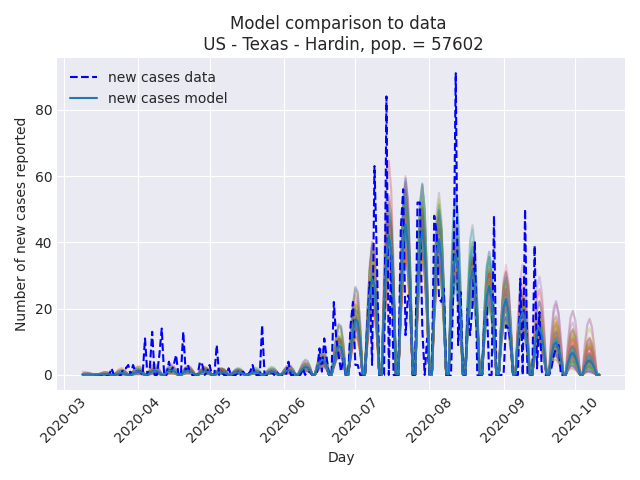 Model comparison to data
US - Texas - Hardin, pop. = 57602
new cases data
new cases model
Number of new cases reported
80
60
40
20
0
2020-03
2020-04
2020-05
2020-06
2020-07
2020-08
2020-09
2020-10
Day